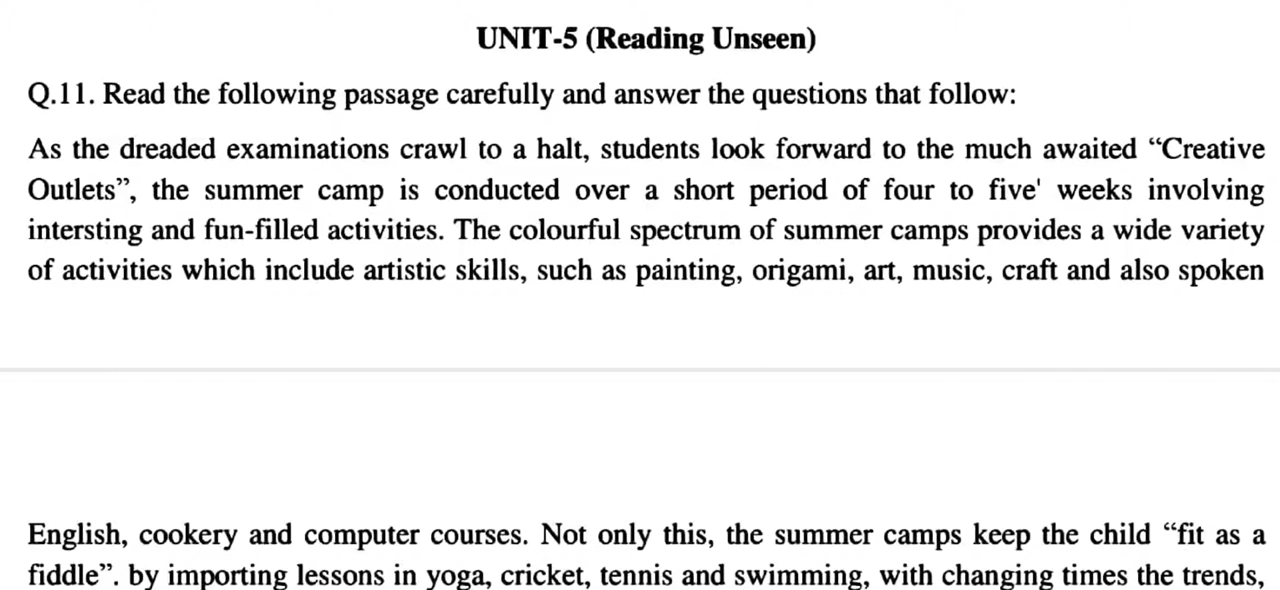 UNIT-5 (Reading Unseen)
Q.11. Read the following passage carefully and answer the questions that follow:
As the dreaded examinations crawl to a halt, students look forward to the much awaited “Creative
Outlets”, the summer camp is conducted over a short period of four to five' weeks involving
intersting and fun-filled activities. The colourful spectrum of summer camps provides a wide variety
of activities which include artistic skills, such as painting, origami, art, music, craft and also spoken
English, cookery and computer courses. Not only this, the summer camps keep the child “fit as a
fiddle”. by importing lessons in yoga, cricket, tennis and swimming, with changing times the trends,